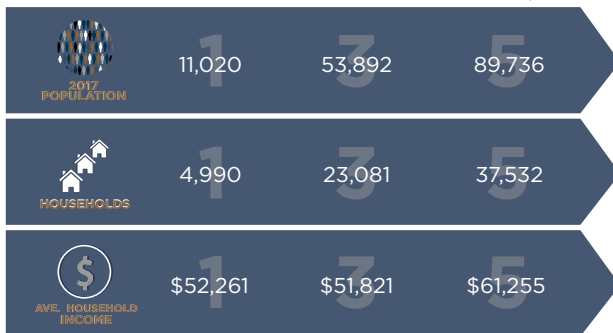 1 3 5
11,020 53,892 89,736
2017
POPULATION
1 3 5
4,990 23,081 37,532
HOUSEHOLDS
1 3 5
$
$52,261 $51,821 $61,255
AVE. HOUSEHOLD
INCOME